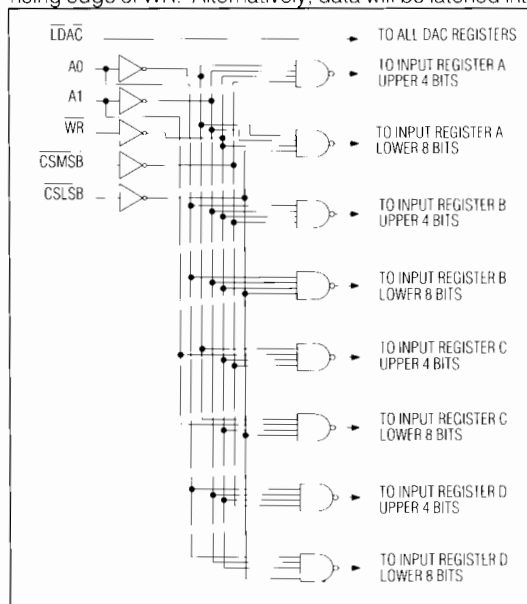 rising edge of WR. Alternatively, data will be latched int
LDAC
TO ALL DAC REGISTERS
A0
TO INPUT REGISTER A
UPPER 4 BITS
A1
WR
TO INPUT REGISTER A
LOWER 8 BITS
CSMSB
CSLSB
TO INPUT REGISTER B
UPPER 4 BITS
TO INPUT REGISTER B
LOWER 8 BITS
TO INPUT REGISTER C
UPPER 4 BITS
TO INPUT REGISTER C
LOWER 8 BITS
TO INPUT REGISTER D
UPPER 4 BITS
TO INPUT REGISTER D
LOWER 8 BITS